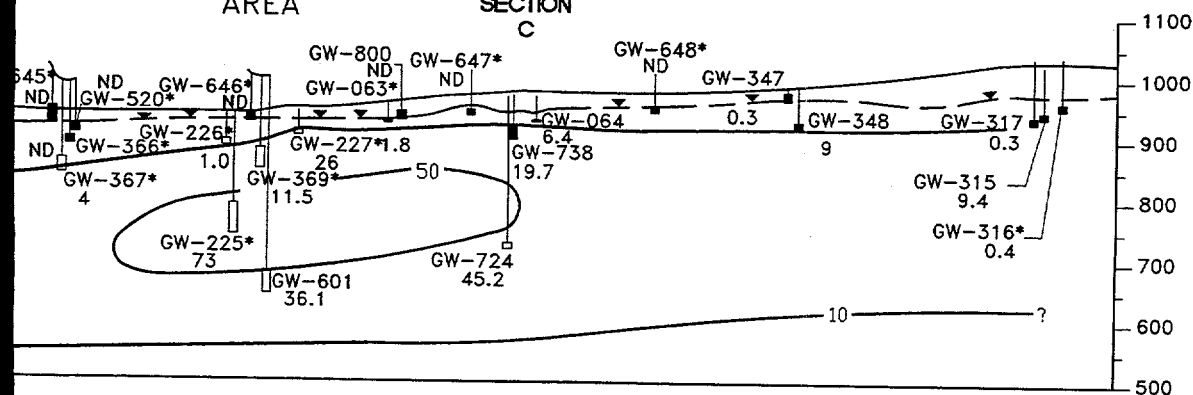 AREA
SECTION
C
1100
1000
900
800
700
600
500
645*
ND
ND
GW-520*
GW-646*
ND
GW-800
ND
GW-063*
GW-647*
ND
GW-648*
ND
GW-347
0.3
GW-226*
1.0
GW-366*
ND
GW-367*
4
GW-369*
11.5
GW-227*
26
1.8
GW-064
6.4
GW-738
19.7
GW-348
9
GW-317
0.3
GW-315
9.4
GW-316*
0.4
50
GW-225*
73
GW-601
36.1
GW-724
45.2
10
?